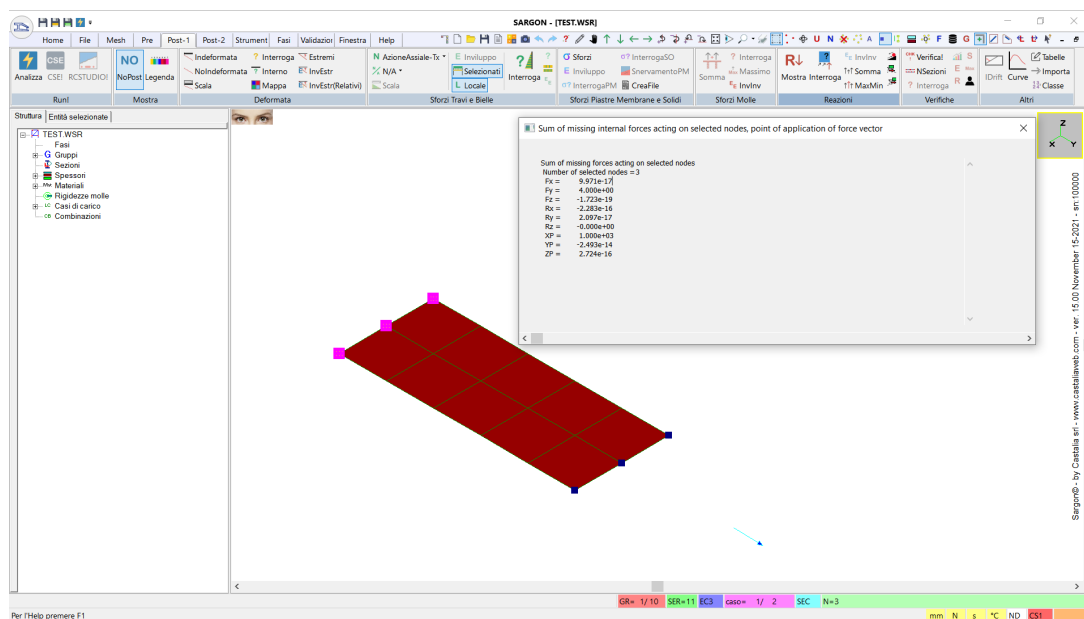 SARGON - [TEST.WSR]
Home File Mesh Pre Post-1 Post-2 Strument Fasi Validazior Finestra Help
U N A F G
CSE
NO
Indeformata
? Interroga
Estremi
N AzioneAssiale-Tx
E Inviluppo
σ Sforzi
σ? InterrogaSO
? Interroga
R↓
Σx InvInv
Verifica!
S
Tabelle
NoIndeformata
? Interno
InvEstr
N/A
Selezionati
E Inviluppo
SnervamentoPM
Massimo
Somma
NSezioni
E
Importa
Analizza CSEI RCSTUDIO! NoPost Legenda
Scala
Mappa
InvEstr(Relativi)
Scala
L Locale
Interroga
σ? InterrogaPM
CreaFile
Somma
InvInv
Mostra Interroga
MaxMin
? Interroga
R
IDrift Curve
Classe
RunI
Mostra
Deformata
Sforzi Travi e Bielle
Sforzi Piastre Membrane e Solidi
Sforzi Molle
Reazioni
Verifiche
Altri
Struttura Entità selezionate
TEST.WSR
Fasi
G Gruppi
Sezioni
Spessori
Materiali
Rigidezze molle
LC Casi di carico
CB Combinazioni
Sum of missing internal forces acting on selected nodes, point of application of force vector
Sum of missing forces acting on selected nodes
Number of selected nodes =3
Fx = 9.971e-17
Fy = 4.000e+00
Fz = -1.723e-19
Rx = -2.283e-16
Ry = 2.097e-17
Rz = -0.000e+00
XP = 1.000e+03
YP = -2.493e-14
ZP = 2.724e-16
Z
X Y
Sargon© - by Castalia srl - www.castaliaweb.com - ver. 15.00 November 15-2021 - sn:100000
GR= 1/ 10 SER=11 EC3 caso= 1/ 2 SEC N=3
Per l'Help premere F1
mm N s °C ND CS1